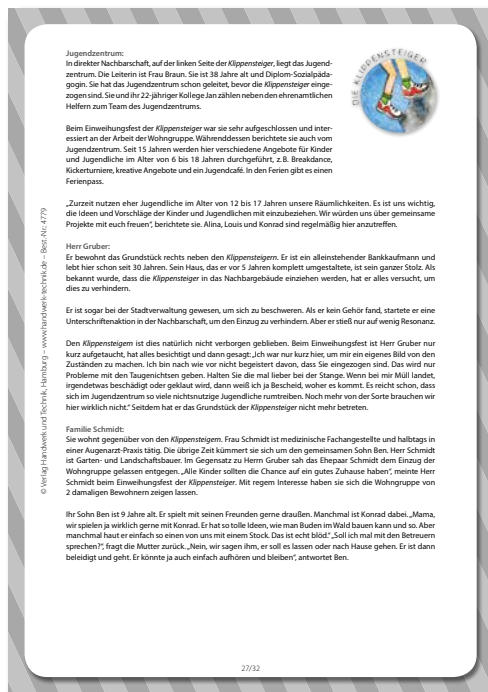 DIE KLIPPENSTEIGER
Jugendzentrum:
In direkter Nachbarschaft, auf der linken Seite der Klippensteiger, liegt das Jugend-
zentrum. Die Leiterin ist Frau Braun. Sie ist 38 Jahre alt und Diplom-Sozialpäda-
gogin. Sie hat das Jugendzentrum schon geleitet, bevor die Klippensteiger einge-
zogen sind. Sie und ihr 22-jähriger Kollege Jan zählen neben den ehrenamtlichen
Helfern zum Team des Jugendzentrums.
Beim Einweihungsfest der Klippensteiger war sie sehr aufgeschlossen und inter-
essiert an der Arbeit der Wohngruppe. Währenddessen berichtete sie auch vom
Jugendzentrum. Seit 15 Jahren werden hier verschiedene Angebote für Kinder
und Jugendliche im Alter von 6 bis 18 Jahren durchgeführt, z.B. Breakdance,
Kickerturniere, kreative Angebote und ein Jugendcafé. In den Ferien gibt es einen
Ferienpass.
„Zurzeit nutzen eher Jugendliche im Alter von 12 bis 17 Jahren unsere Räumlichkeiten. Es ist uns wichtig,
die Ideen und Vorschläge der Kinder und Jugendlichen mit einzubeziehen. Wir würden uns über gemeinsame
Projekte mit euch freuen“, berichtete sie. Alina, Louis und Konrad sind regelmäßig hier anzutreffen.
Herr Gruber:
Er bewohnt das Grundstück rechts neben den Klippensteigern. Er ist ein alleinstehender Bankkaufmann und
lebt hier schon seit 30 Jahren. Sein Haus, das er vor 5 Jahren komplett umgestaltete, ist sein ganzer Stolz. Als
bekannt wurde, dass die Klippensteiger in das Nachbargebäude einziehen werden, hat er alles versucht, um
dies zu verhindern.
Er ist sogar bei der Stadtverwaltung gewesen, um sich zu beschweren. Als er kein Gehör fand, startete er eine
Unterschriftenaktion in der Nachbarschaft, um den Einzug zu verhindern. Aber er stieß nur auf wenig Resonanz.
Den Klippensteigern ist dies natürlich nicht verborgen geblieben. Beim Einweihungsfest ist Herr Gruber nur
kurz aufgetaucht, hat alles besichtigt und dann gesagt: „Ich war nur kurz hier, um mir ein eigenes Bild von den
Zuständen zu machen. Ich bin nach wie vor nicht begeistert davon, dass Sie eingezogen sind. Das wird nur
Probleme mit den Taugenichtsen geben. Halten Sie die mal lieber bei der Stange. Wenn bei mir Müll landet,
irgendetwas beschädigt oder geklaut wird, dann weiß ich ja Bescheid, woher es kommt. Es reicht schon, dass
sich im Jugendzentrum so viele nichtsnutzige Jugendliche rumtreiben. Noch mehr von der Sorte brauchen wir
hier wirklich nicht.“ Seitdem hat er das Grundstück der Klippensteiger nicht mehr betreten.
Familie Schmidt:
Sie wohnt gegenüber von den Klippensteigern. Frau Schmidt ist medizinische Fachangestellte und halbtags in
einer Augenarzt-Praxis tätig. Die übrige Zeit kümmert sie sich um den gemeinsamen Sohn Ben. Herr Schmidt
ist Garten- und Landschaftsbauer. Im Gegensatz zu Herrn Gruber sah das Ehepaar Schmidt dem Einzug der
Wohngruppe gelassen entgegen. „Alle Kinder sollten die Chance auf ein gutes Zuhause haben“, meinte Herr
Schmidt beim Einweihungsfest der Klippensteiger. Mit regem Interesse haben sie sich die Wohngruppe von
2 damaligen Bewohnern zeigen lassen.
Ihr Sohn Ben ist 9 Jahre alt. Er spielt mit seinen Freunden gerne draußen. Manchmal ist Konrad dabei. „Mama,
wir spielen ja wirklich gerne mit Konrad. Er hat so tolle Ideen, wie man Buden im Wald bauen kann und so. Aber
manchmal haut er einfach so einen von uns mit einem Stock. Das ist echt blöd.“ „Soll ich mal mit den Betreuern
sprechen?“, fragt die Mutter zurück. „Nein, wir sagen ihm, er soll es lassen oder nach Hause gehen. Er ist dann
beleidigt und geht. Er könnte ja auch einfach aufhören und bleiben“, antwortet Ben.
© Verlag Handwerk und Technik, Hamburg – www.handwerk-technik.de – Best.-Nr.: 4779
27/32